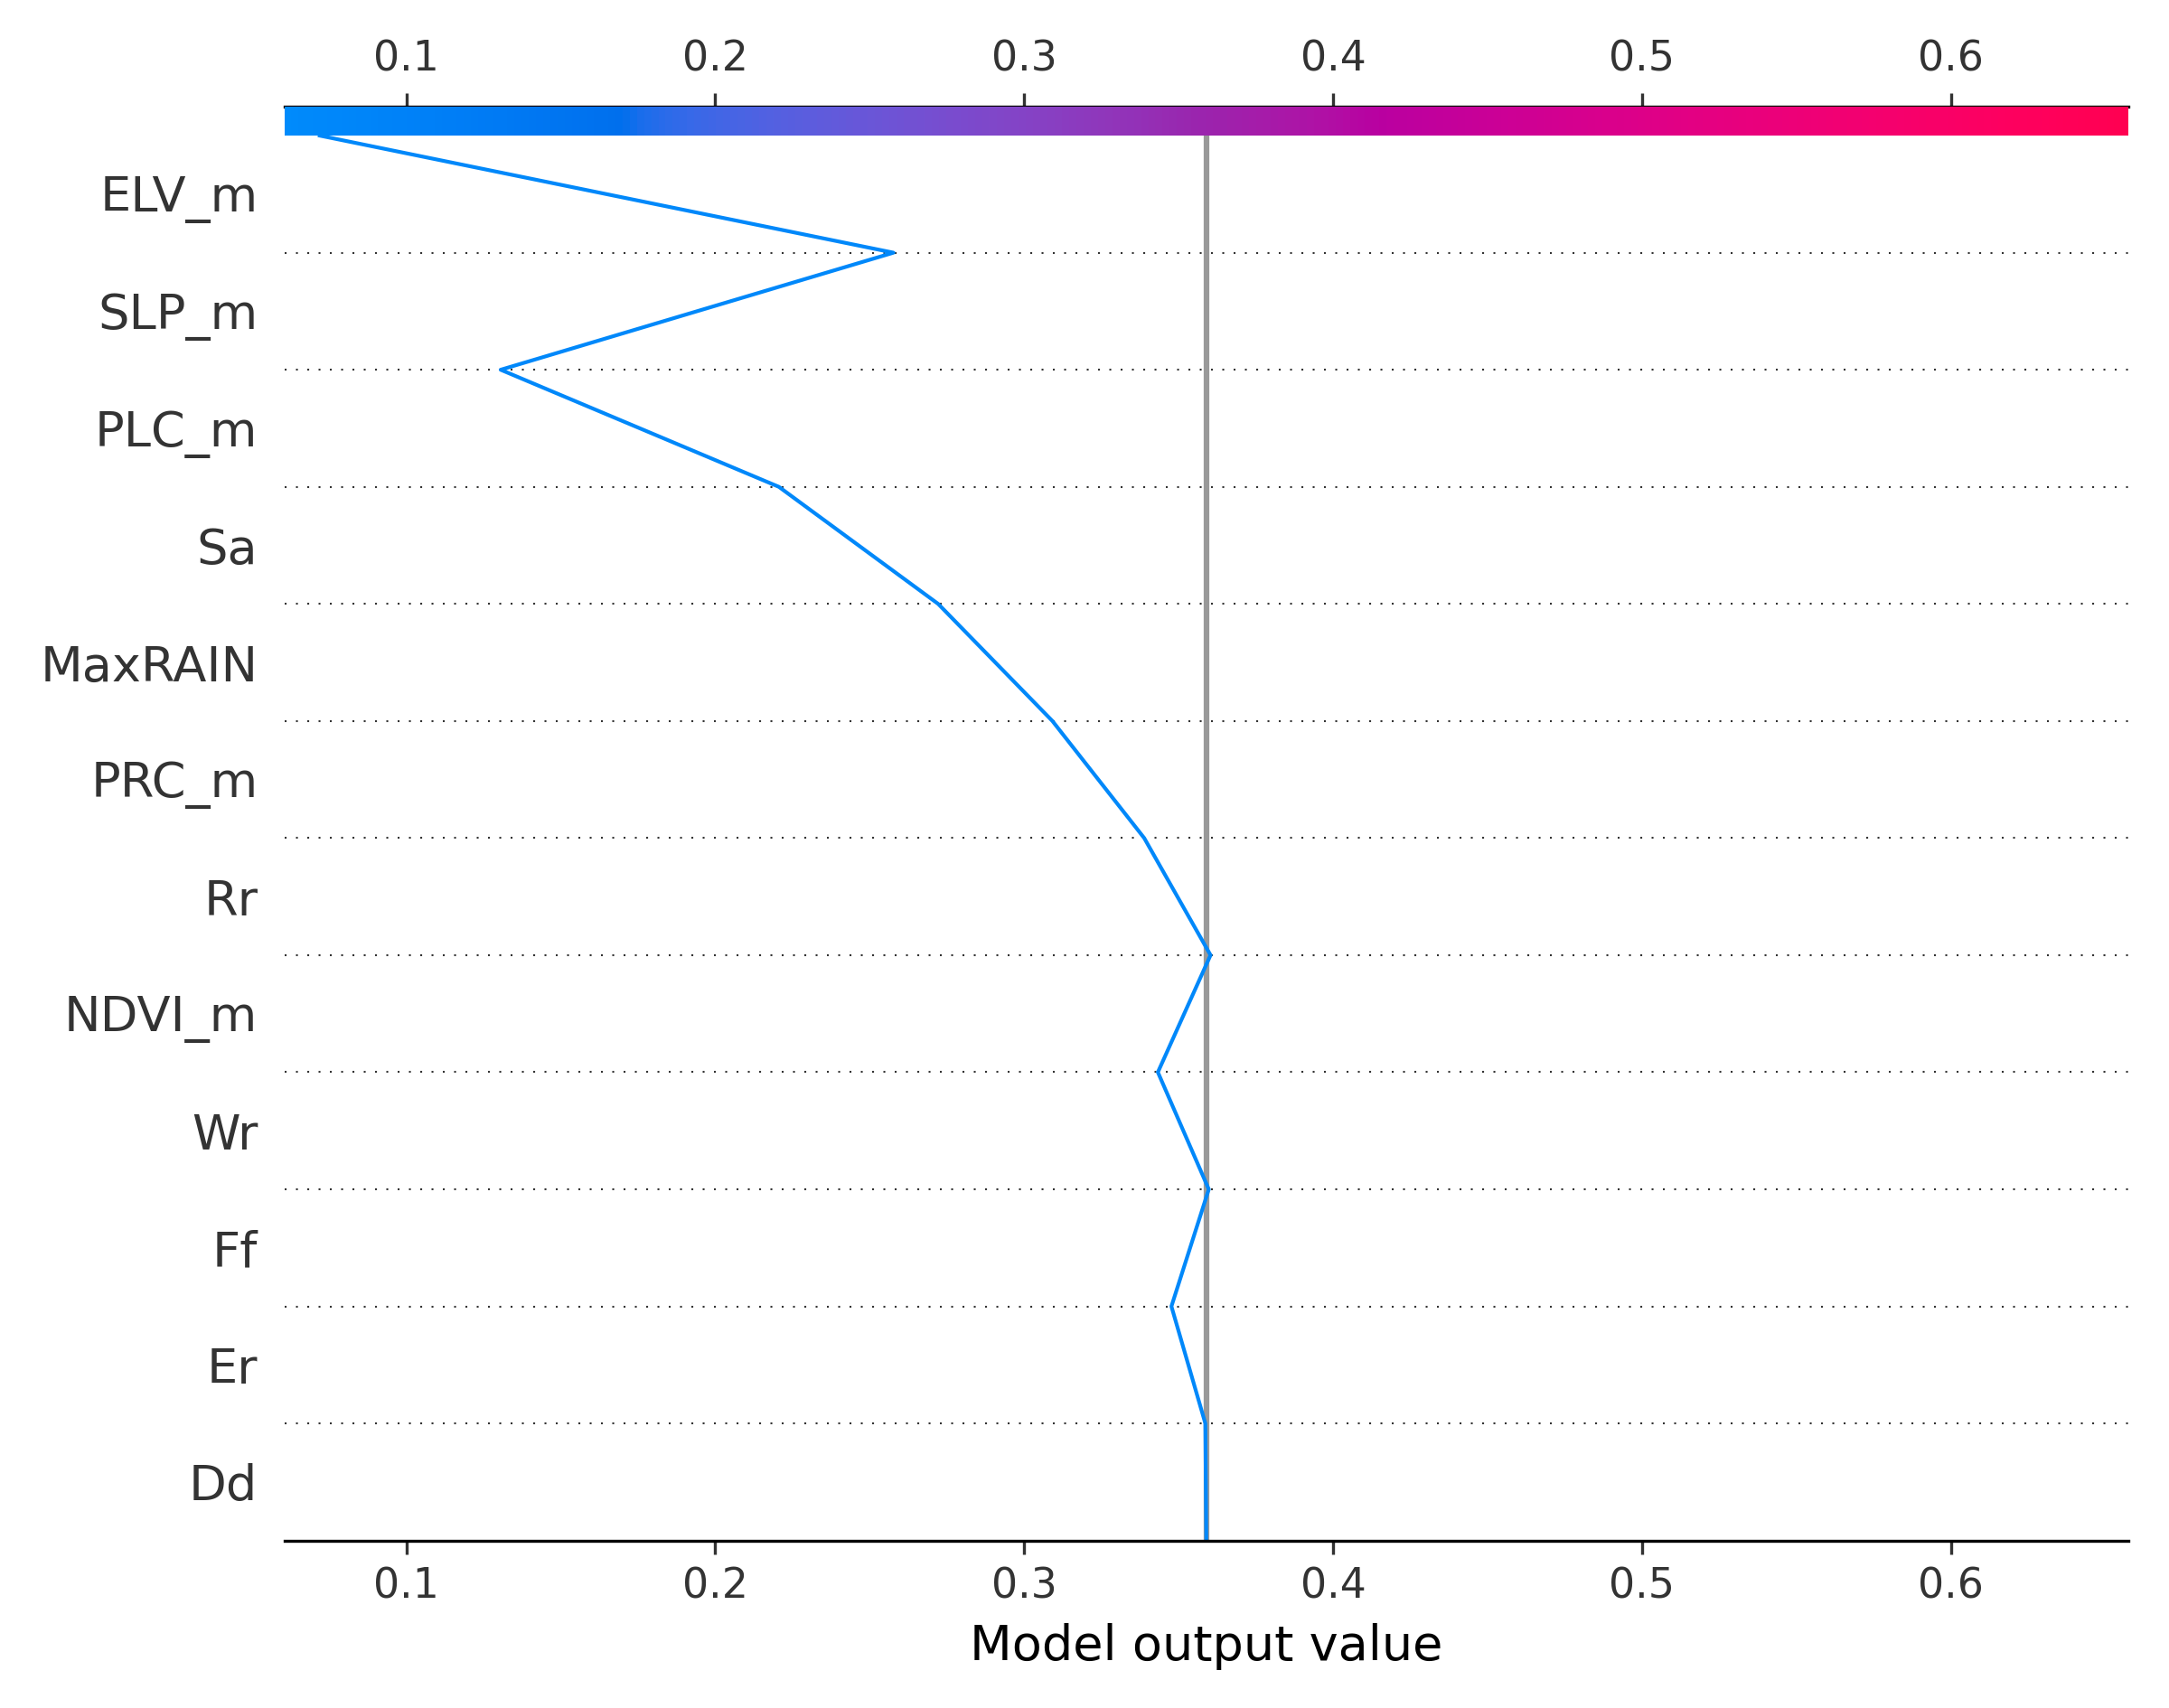 0.1 0.2 0.3 0.4 0.5 0.6
ELV_m
SLP_m
PLC_m
Sa
MaxRAIN
PRC_m
Rr
NDVI_m
Wr
Ff
Er
Dd
0.1 0.2 0.3 0.4 0.5 0.6
Model output value